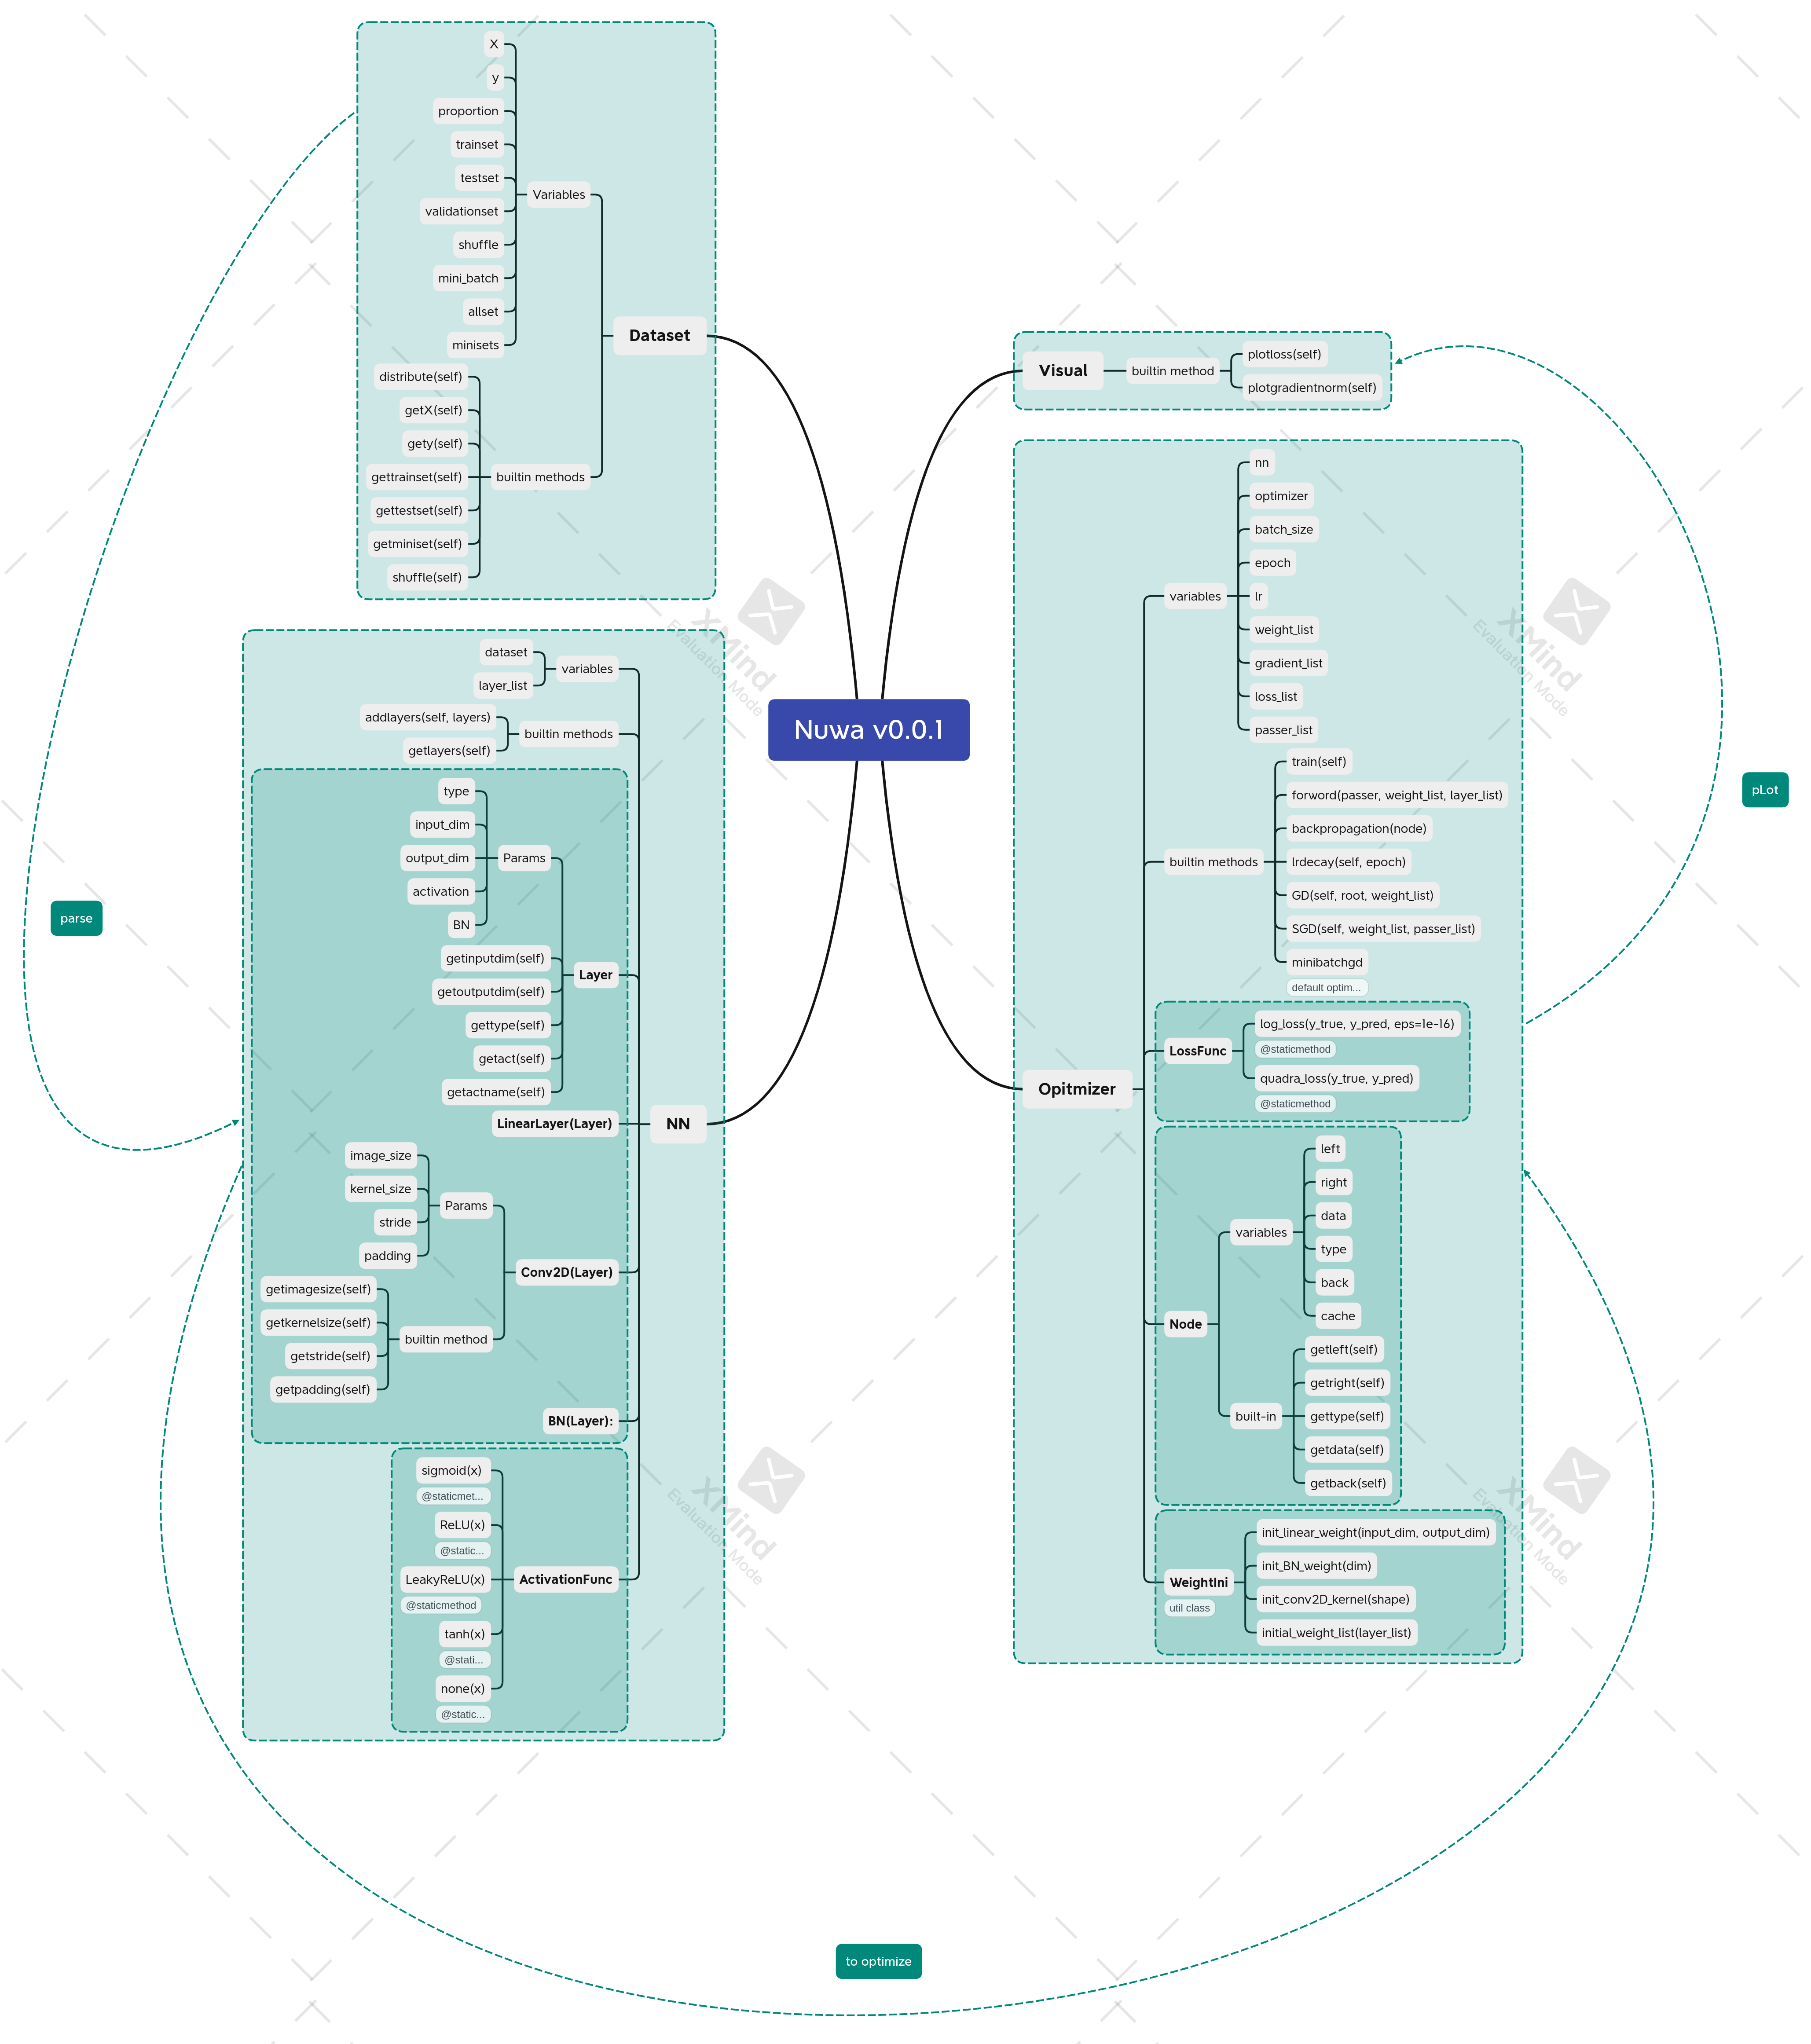 Nuwa v0.0.1
Dataset
Variables
X
y
proportion
trainset
testset
validationset
shuffle
mini_batch
allset
minisets
builtin methods
distribute(self)
getX(self)
gety(self)
gettrainset(self)
gettestset(self)
getminiset(self)
shuffle(self)
parse
NN
variables
dataset
layer_list
builtin methods
addlayers(self, layers)
getlayers(self)
Layer
Params
type
input_dim
output_dim
activation
BN
getinputdim(self)
getoutputdim(self)
gettype(self)
getact(self)
getactname(self)
LinearLayer(Layer)
Conv2D(Layer)
Params
image_size
kernel_size
stride
padding
builtin method
getimagesize(self)
getkernelsize(self)
getstride(self)
getpadding(self)
BN(Layer):
ActivationFunc
sigmoid(x)
@staticmet...
ReLU(x)
@static...
LeakyReLU(x)
@staticmethod
tanh(x)
@stati...
none(x)
@static...
to optimize
Visual
builtin method
plotloss(self)
plotgradientnorm(self)
pLot
Opitmizer
variables
nn
optimizer
batch_size
epoch
lr
weight_list
gradient_list
loss_list
passer_list
builtin methods
train(self)
forword(passer, weight_list, layer_list)
backpropagation(node)
lrdecay(self, epoch)
GD(self, root, weight_list)
SGD(self, weight_list, passer_list)
minibatchgd
default optim...
LossFunc
log_loss(y_true, y_pred, eps=1e-16)
@staticmethod
quadra_loss(y_true, y_pred)
@staticmethod
Node
variables
left
right
data
type
back
cache
built-in
getleft(self)
getright(self)
gettype(self)
getdata(self)
getback(self)
WeightIni
util class
init_linear_weight(input_dim, output_dim)
init_BN_weight(dim)
init_conv2D_kernel(shape)
initial_weight_list(layer_list)
XMind
Evaluation Mode
XMind
Evaluation Mode
XMind
Evaluation Mode
XMind
Evaluation Mode